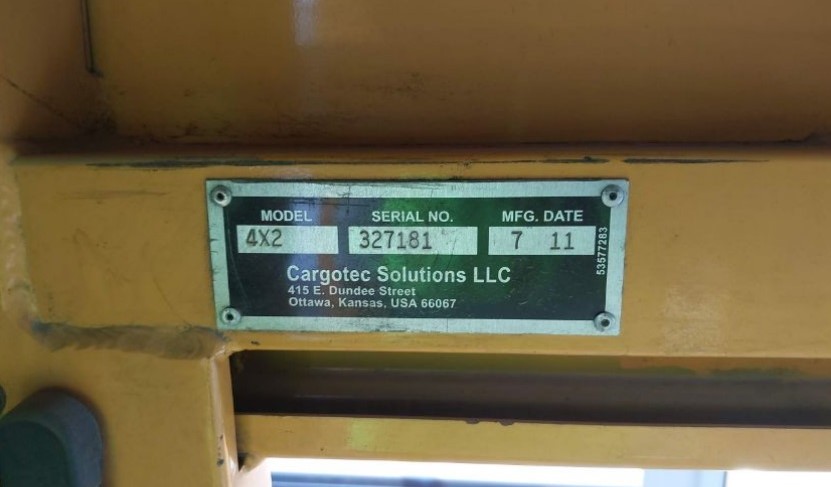 MODEL SERIAL NO. MFG. DATE
4X2 327181 7 11
Cargotec Solutions LLC
415 E. Dundee Street
Ottawa, Kansas, USA 66067
53577283